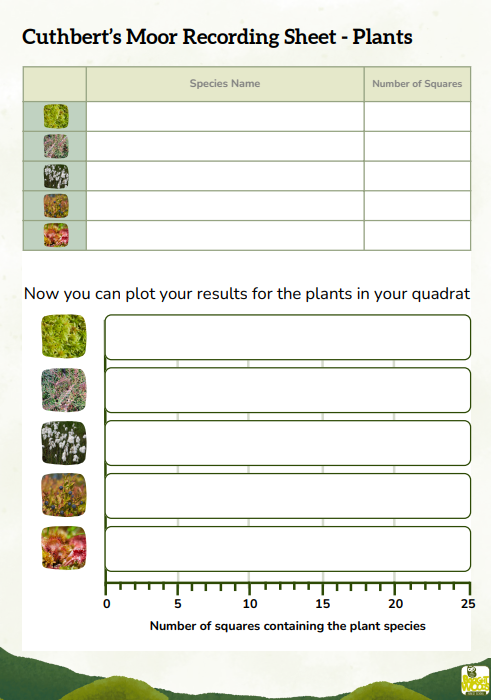 Cuthbert's Moor Recording Sheet - Plants
Species Name Number of Squares
Now you can plot your results for the plants in your quadrat
0 5 10 15 20 25
Number of squares containing the plant species